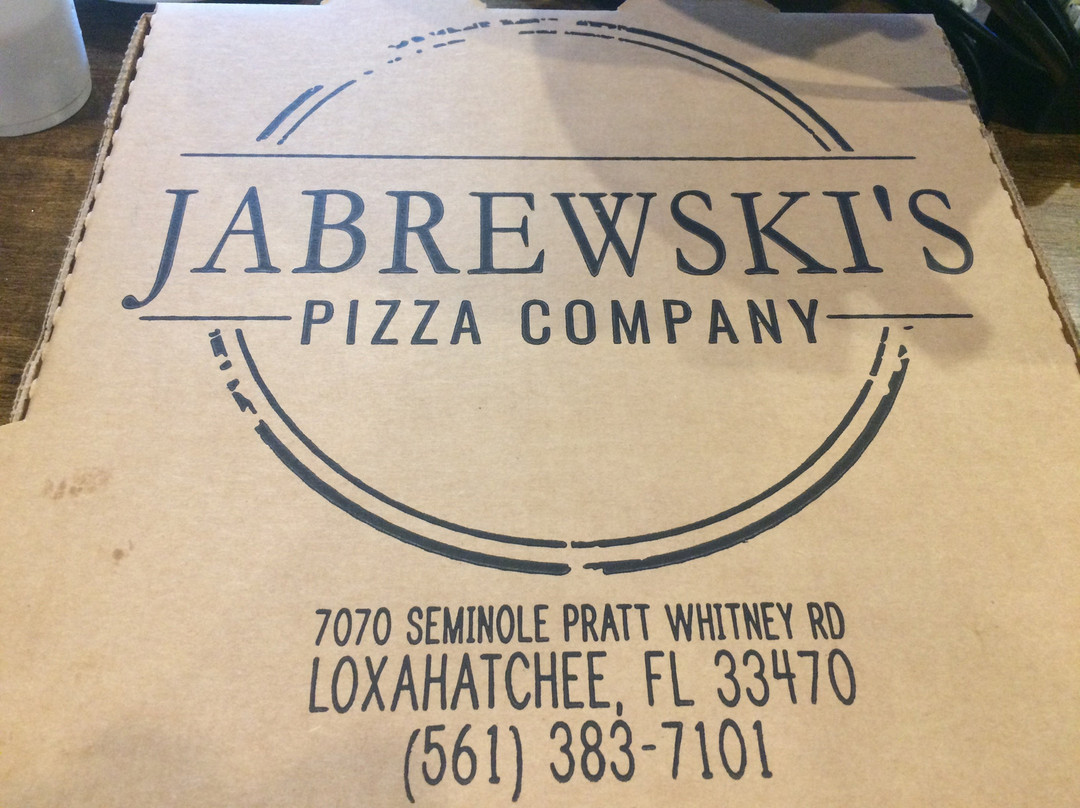 JABREWSKI'S
PIZZA COMPANY
7070 SEMINOLE PRATT WHITNEY RD
LOXAHATCHEE, FL 33470
(561) 383-7101